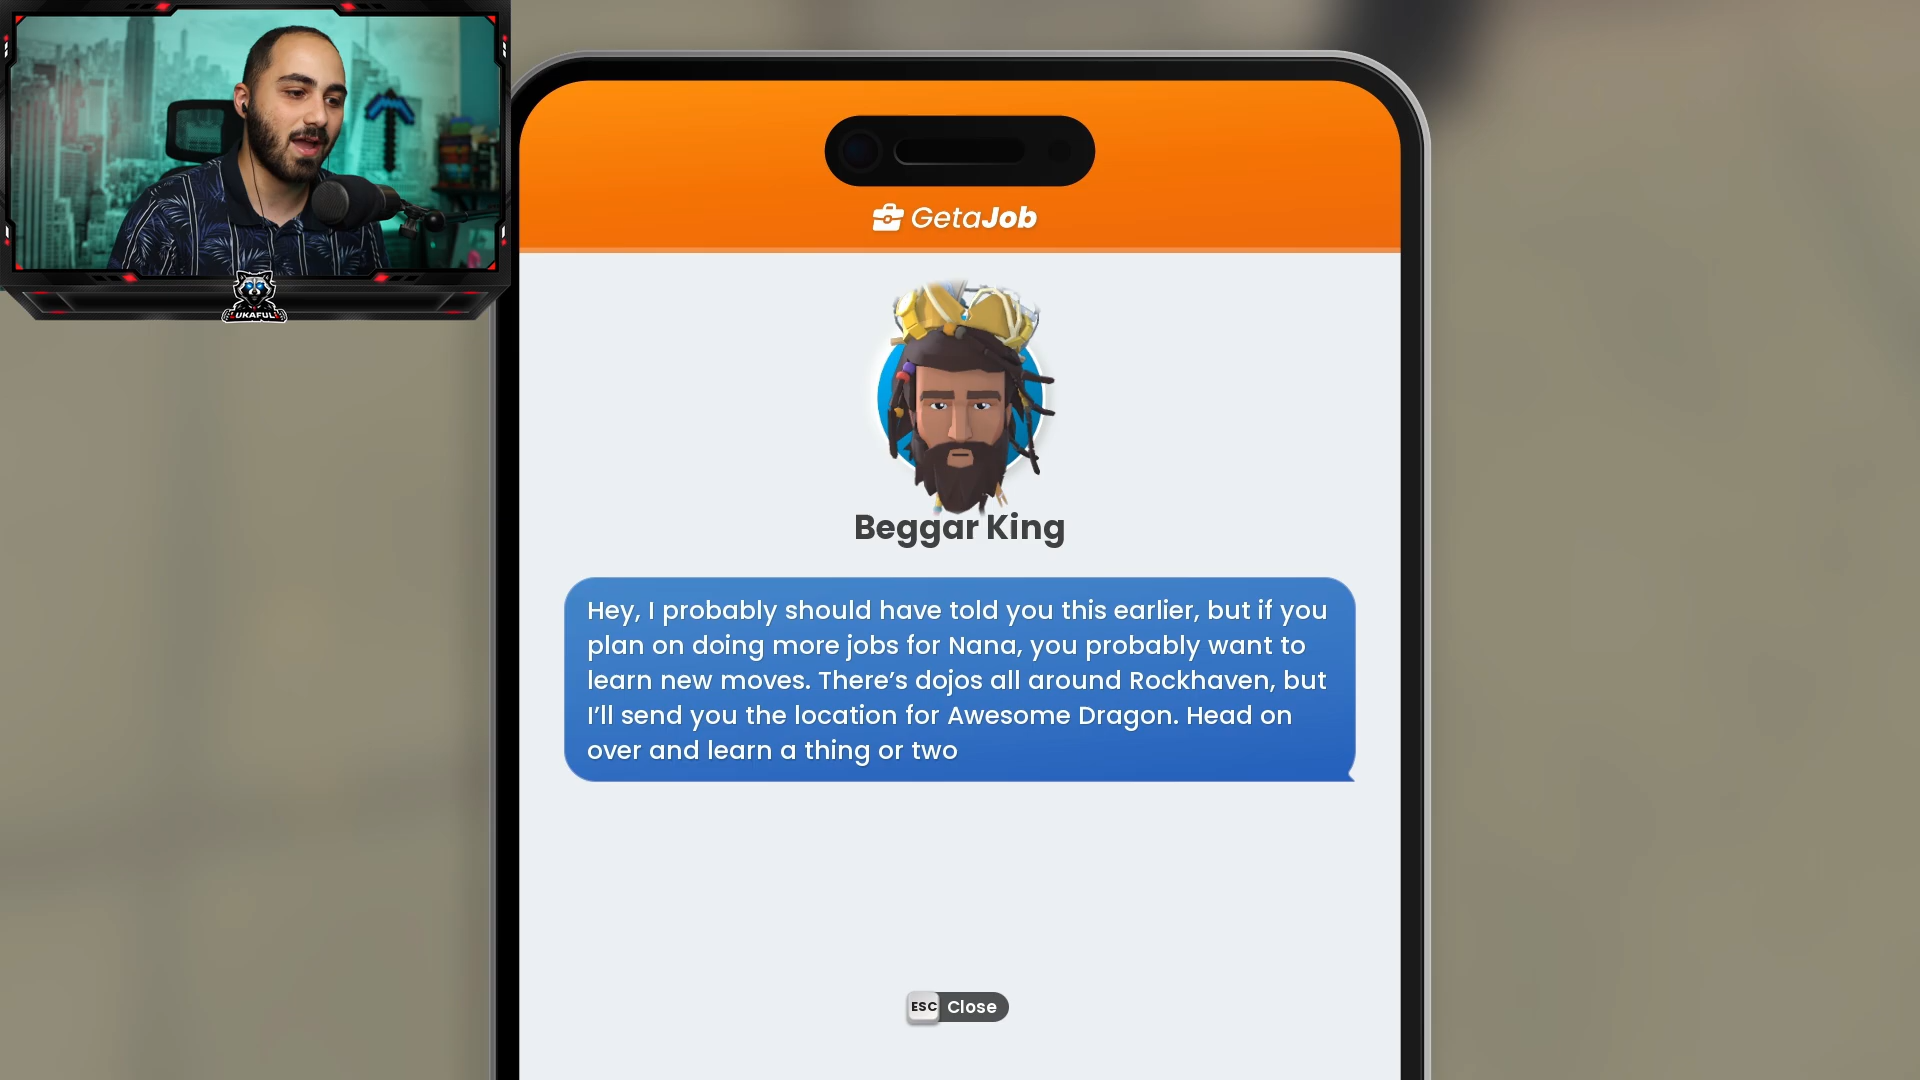 UKAFUL
GetaJob
Beggar King
Hey, I probably should have told you this earlier, but if you
plan on doing more jobs for Nana, you probably want to
learn new moves. There’s dojos all around Rockhaven, but
I’ll send you the location for Awesome Dragon. Head on
over and learn a thing or two
ESC Close